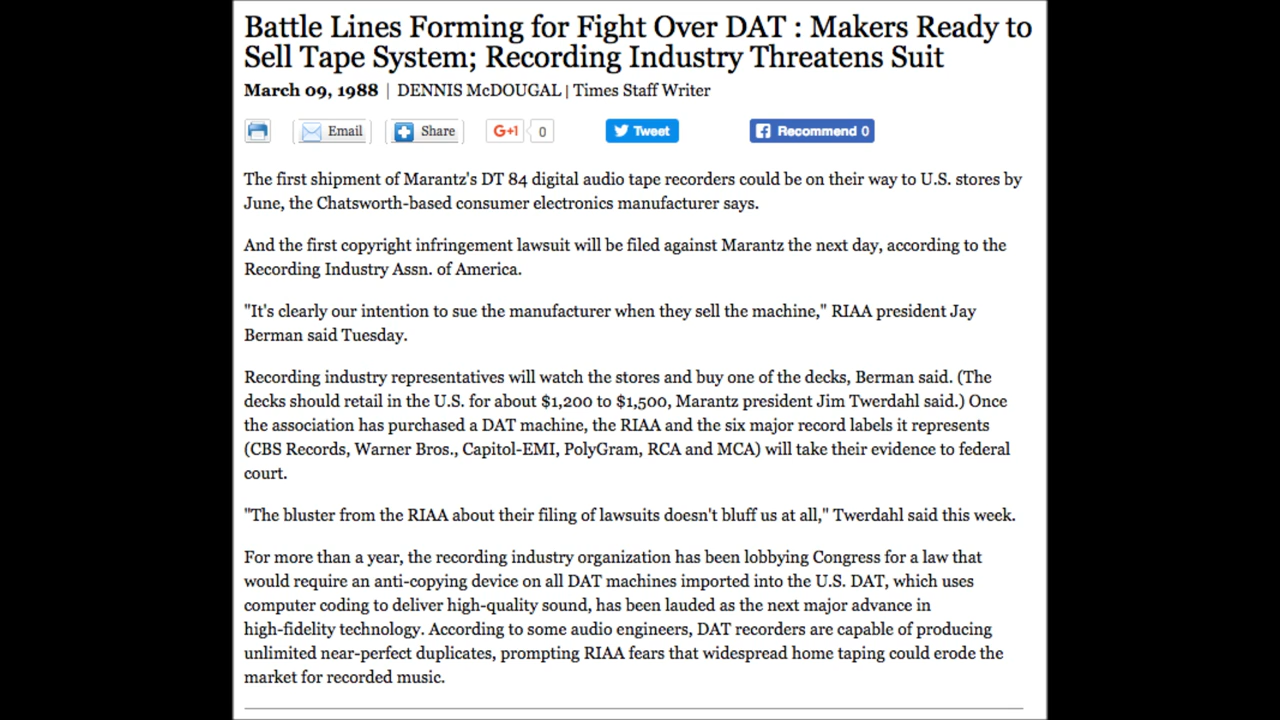 Battle Lines Forming for Fight Over DAT : Makers Ready to
Sell Tape System; Recording Industry Threatens Suit
March 09, 1988 | DENNIS McDOUGAL | Times Staff Writer
Email Share G+1 0 Tweet Recommend 0
The first shipment of Marantz's DT 84 digital audio tape recorders could be on their way to U.S. stores by
June, the Chatsworth-based consumer electronics manufacturer says.
And the first copyright infringement lawsuit will be filed against Marantz the next day, according to the
Recording Industry Assn. of America.
"It's clearly our intention to sue the manufacturer when they sell the machine," RIAA president Jay
Berman said Tuesday.
Recording industry representatives will watch the stores and buy one of the decks, Berman said. (The
decks should retail in the U.S. for about $1,200 to $1,500, Marantz president Jim Twerdahl said.) Once
the association has purchased a DAT machine, the RIAA and the six major record labels it represents
(CBS Records, Warner Bros., Capitol-EMI, PolyGram, RCA and MCA) will take their evidence to federal
court.
"The bluster from the RIAA about their filing of lawsuits doesn't bluff us at all," Twerdahl said this week.
For more than a year, the recording industry organization has been lobbying Congress for a law that
would require an anti-copying device on all DAT machines imported into the U.S. DAT, which uses
computer coding to deliver high-quality sound, has been lauded as the next major advance in
high-fidelity technology. According to some audio engineers, DAT recorders are capable of producing
unlimited near-perfect duplicates, prompting RIAA fears that widespread home taping could erode the
market for recorded music.